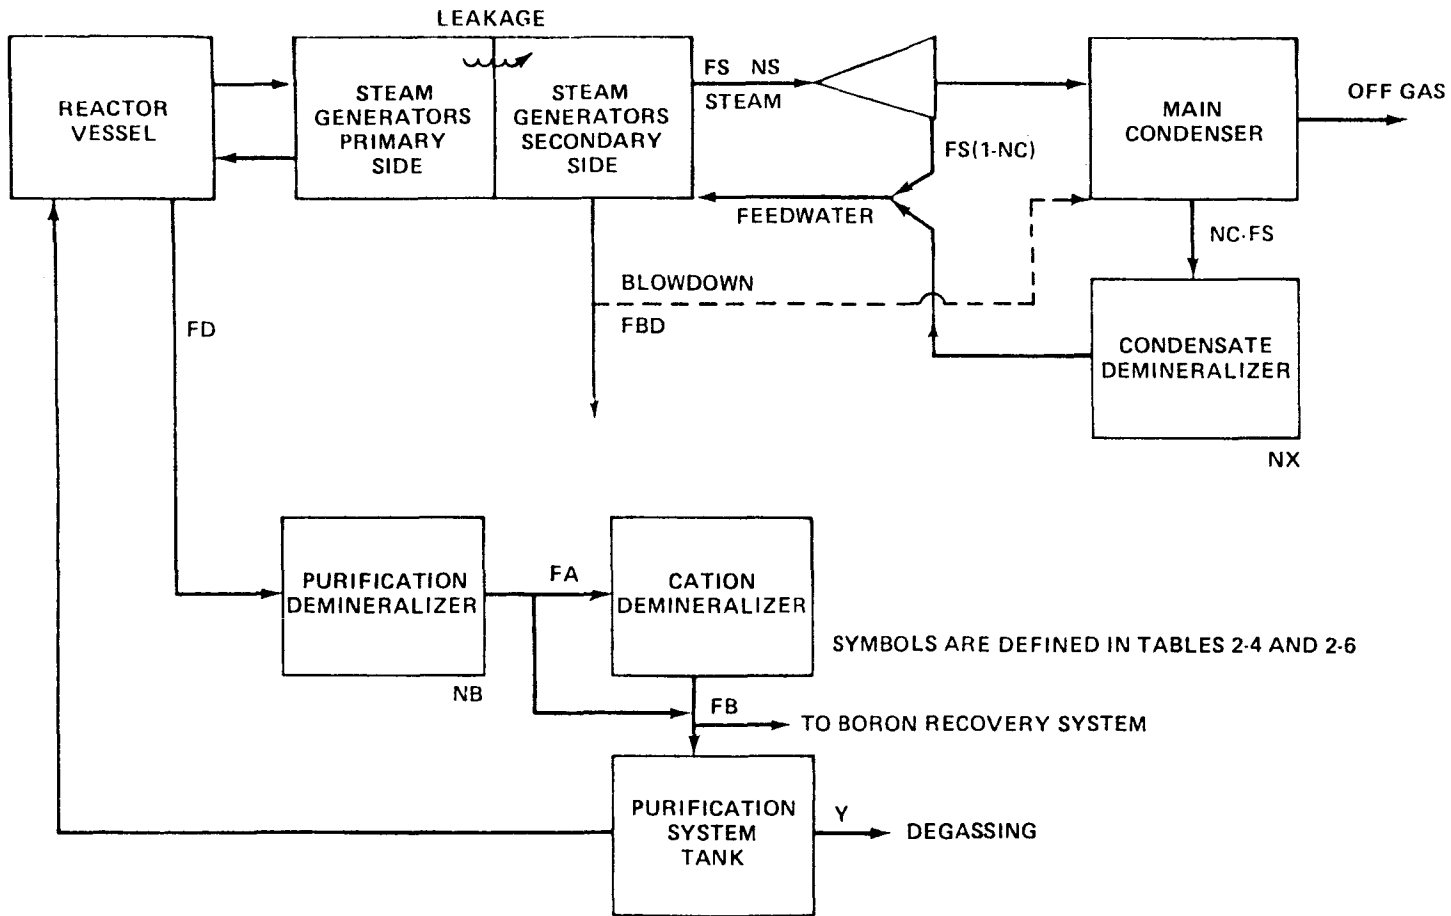 LEAKAGE
REACTOR
VESSEL
STEAM
GENERATORS
PRIMARY
SIDE
STEAM
GENERATORS
SECONDARY
SIDE
FS NS
STEAM
FS(1-NC)
FEEDWATER
MAIN
CONDENSER
OFF GAS
NC·FS
BLOWDOWN
FBD
CONDENSATE
DEMINERALIZER
NX
FD
PURIFICATION
DEMINERALIZER
NB
FA
CATION
DEMINERALIZER
SYMBOLS ARE DEFINED IN TABLES 2-4 AND 2-6
FB
TO BORON RECOVERY SYSTEM
PURIFICATION
SYSTEM
TANK
Y
DEGASSING